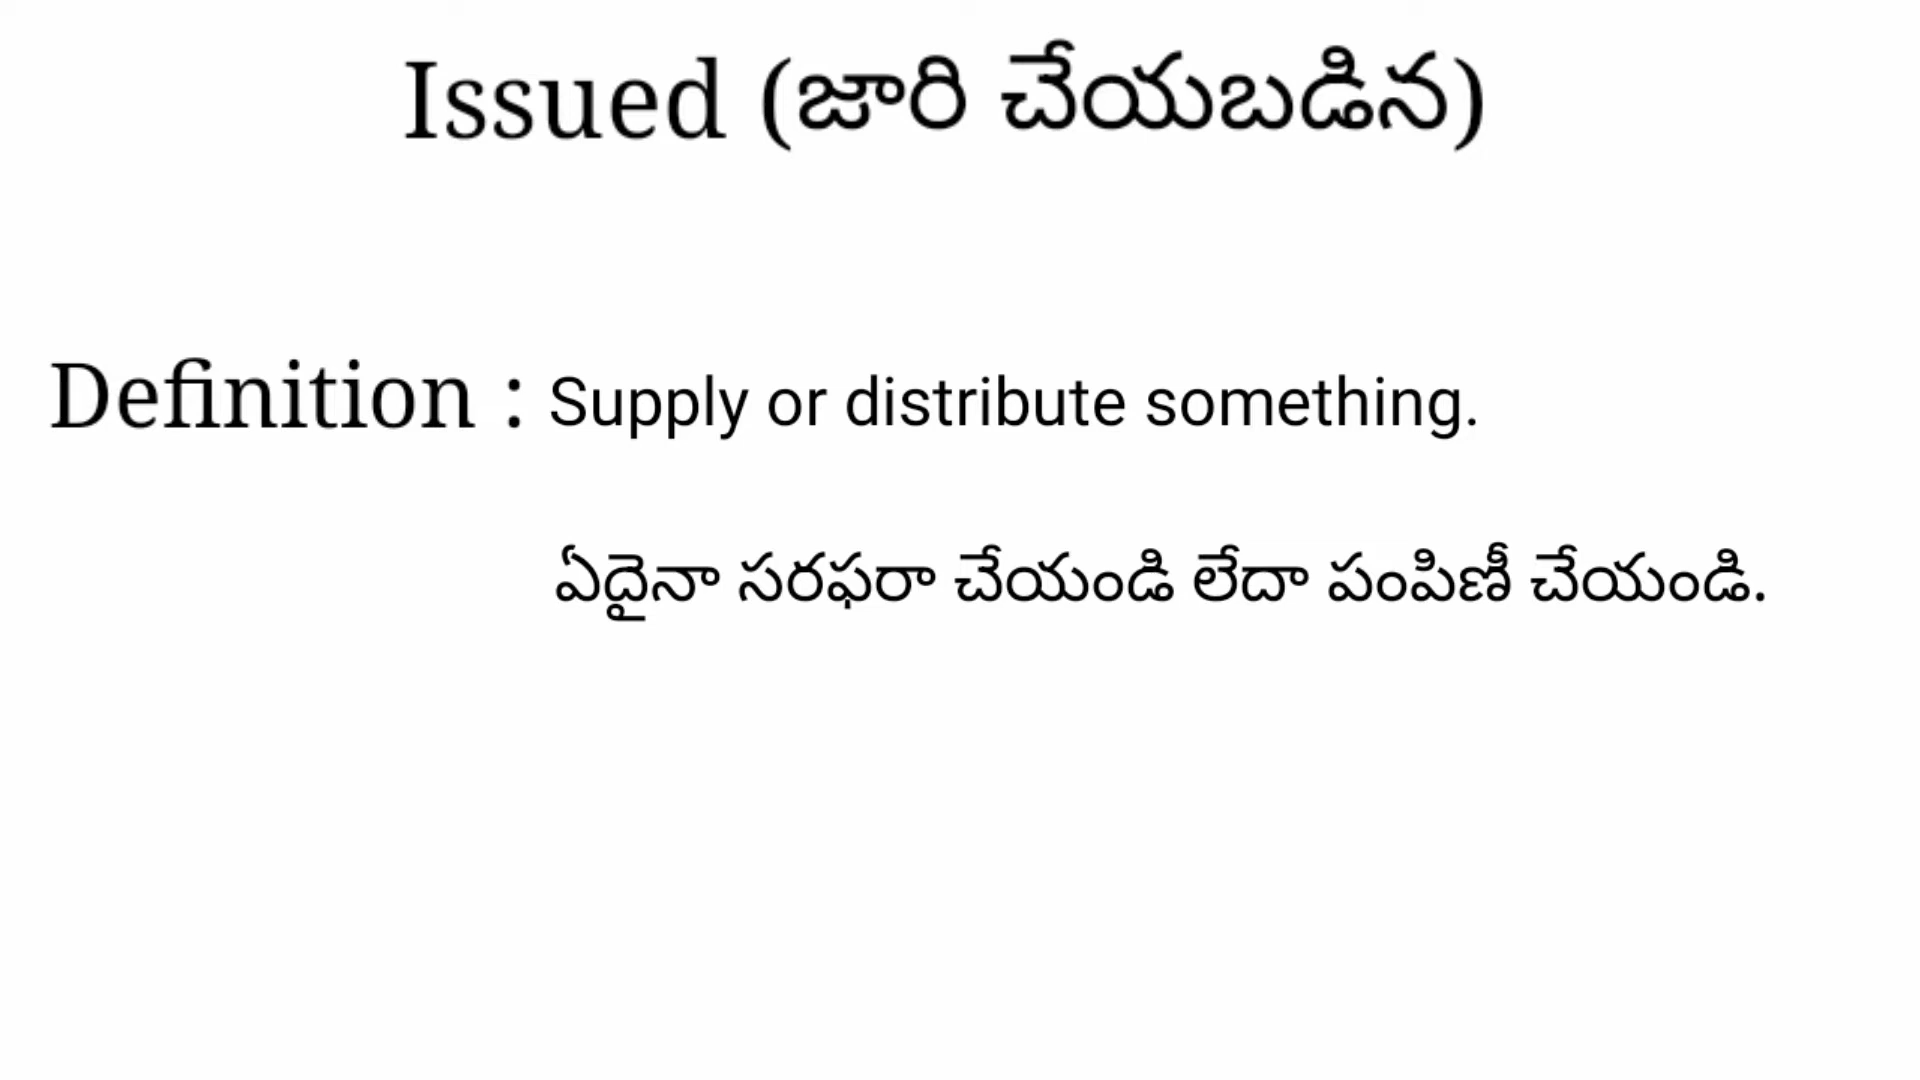 Issued (జారి చేయబడిన)
Definition : Supply or distribute something.
ఏదైనా సరఫరా చేయండి లేదా పంపిణీ చేయండి.